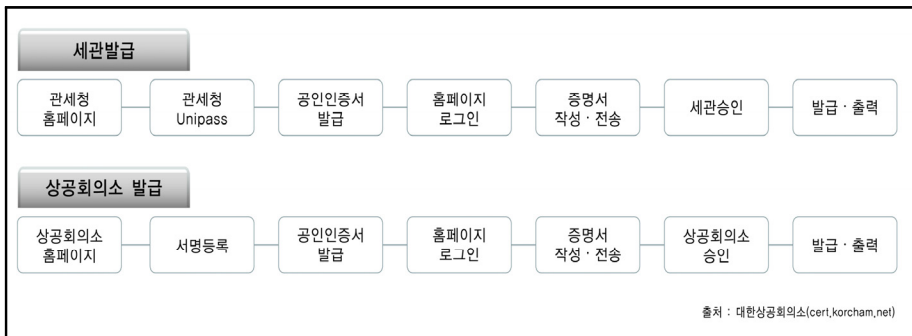 세관발급
관세청
홈페이지
관세청
Unipass
공인인증서
발급
홈페이지
로그인
증명서
작성 · 전송
세관승인
발급 · 출력
상공회의소 발급
상공회의소
홈페이지
서명등록
공인인증서
발급
홈페이지
로그인
증명서
작성 · 전송
상공회의소
승인
발급 · 출력
출처 : 대한상공회의소(cert.korcham.net)